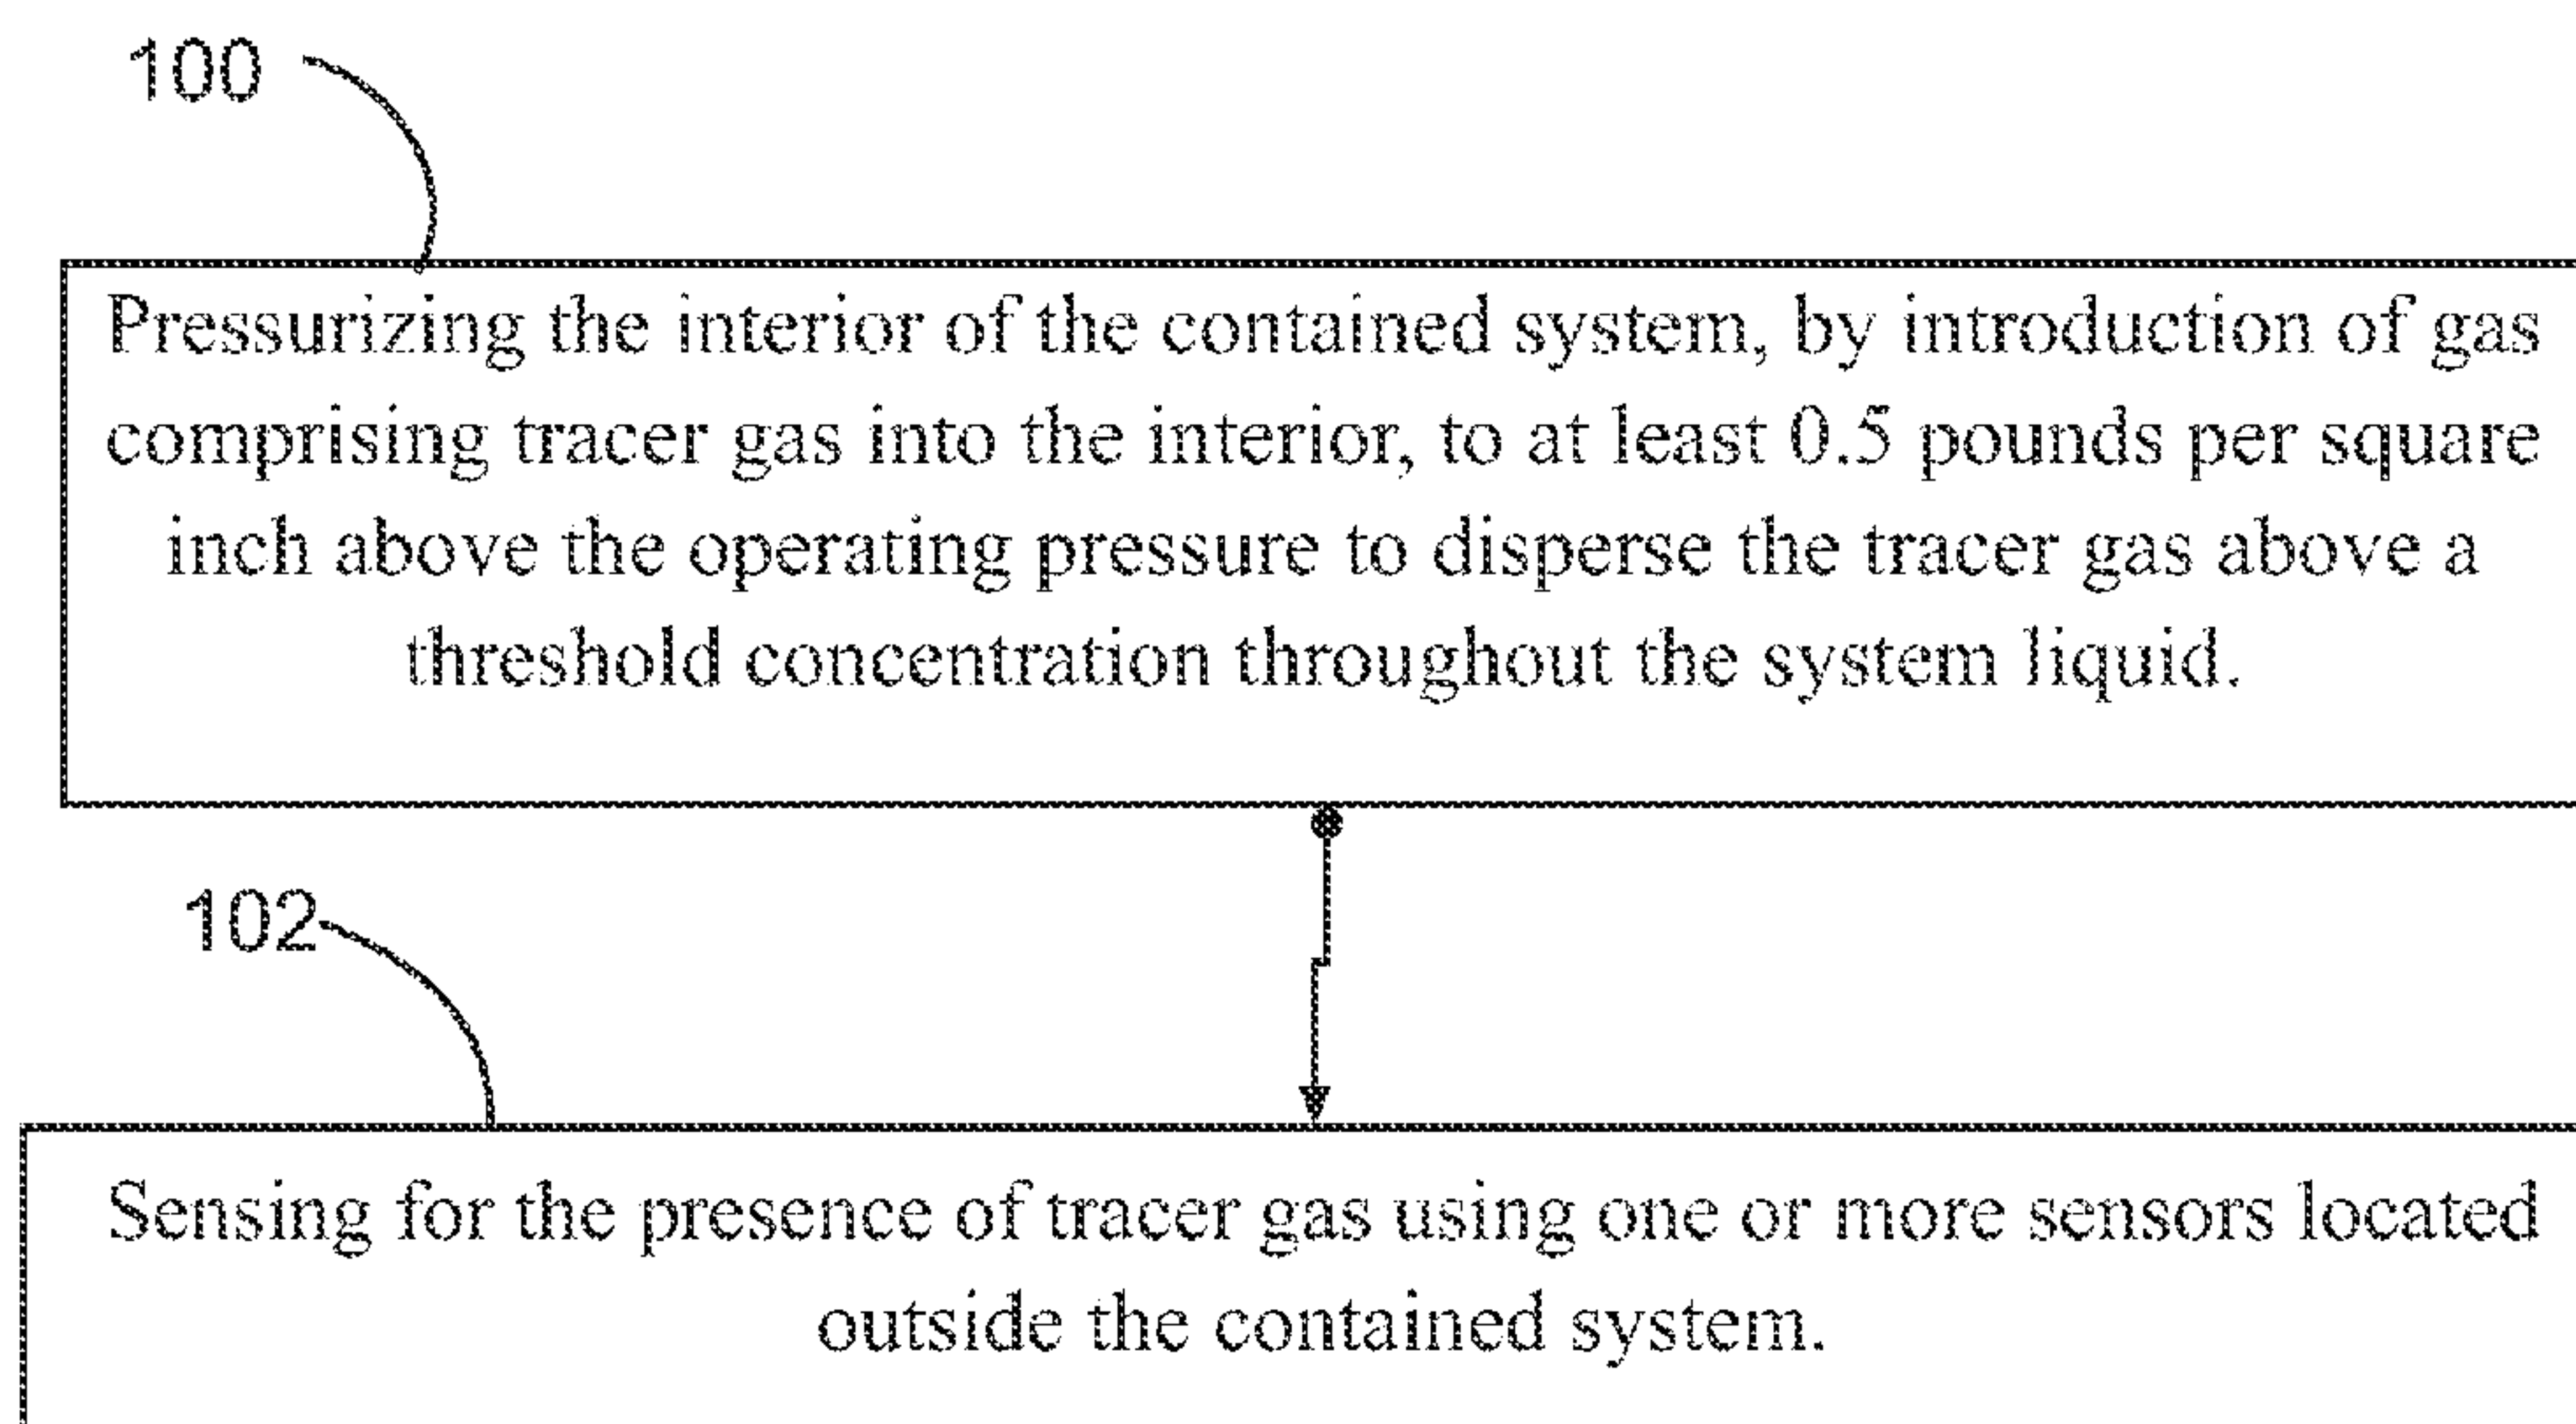 100
Pressurizing the interior of the contained system, by introduction of gas
comprising tracer gas into the interior, to at least 0.5 pounds per square
inch above the operating pressure to disperse the tracer gas above a
threshold concentration throughout the system liquid.
102
Sensing for the presence of tracer gas using one or more sensors located
outside the contained system.